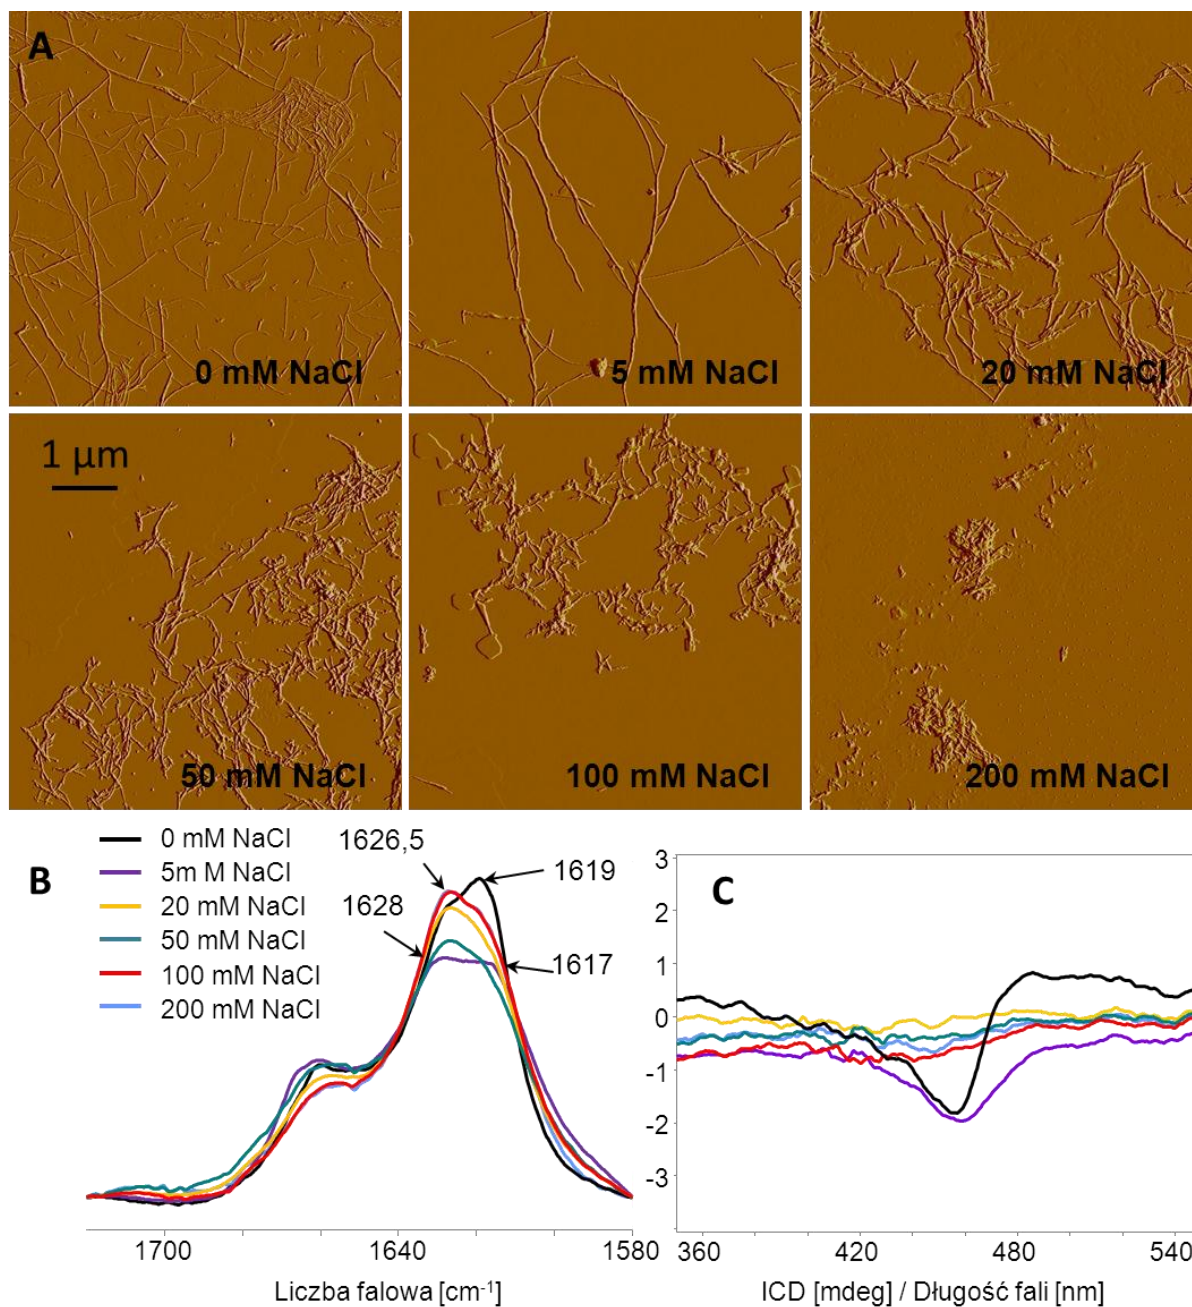 A
0 mM NaCl
5 mM NaCl
20 mM NaCl
1 µm
50 mM NaCl
100 mM NaCl
200 mM NaCl
B
0 mM NaCl
5m M NaCl
20 mM NaCl
50 mM NaCl
100 mM NaCl
200 mM NaCl
1626,5
1619
1628
1617
1700
1640
1580
Liczba falowa [cm⁻¹]
C
3
2
1
0
-1
-2
-3
360
420
480
540
ICD [mdeg] / Długość fali [nm]